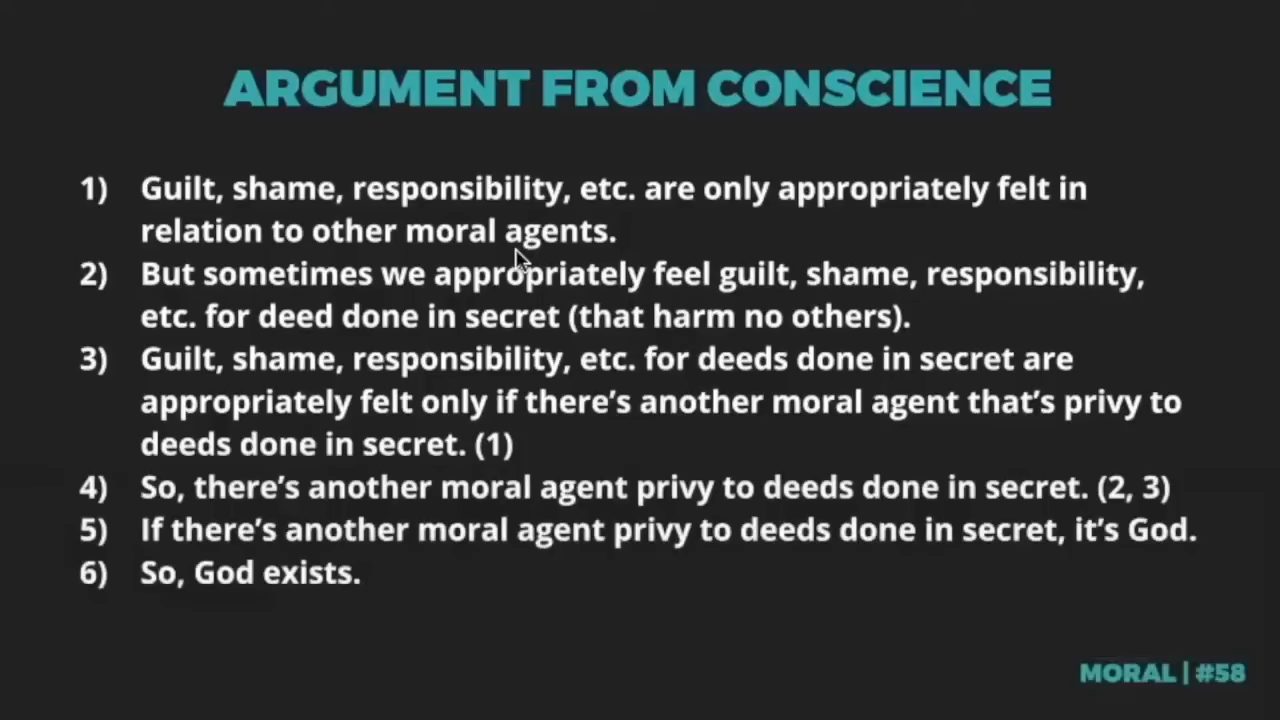 ARGUMENT FROM CONSCIENCE
1) Guilt, shame, responsibility, etc. are only appropriately felt in
relation to other moral agents.
2) But sometimes we appropriately feel guilt, shame, responsibility,
etc. for deed done in secret (that harm no others).
3) Guilt, shame, responsibility, etc. for deeds done in secret are
appropriately felt only if there’s another moral agent that’s privy to
deeds done in secret. (1)
4) So, there’s another moral agent privy to deeds done in secret. (2, 3)
5) If there’s another moral agent privy to deeds done in secret, it’s God.
6) So, God exists.
MORAL | #58